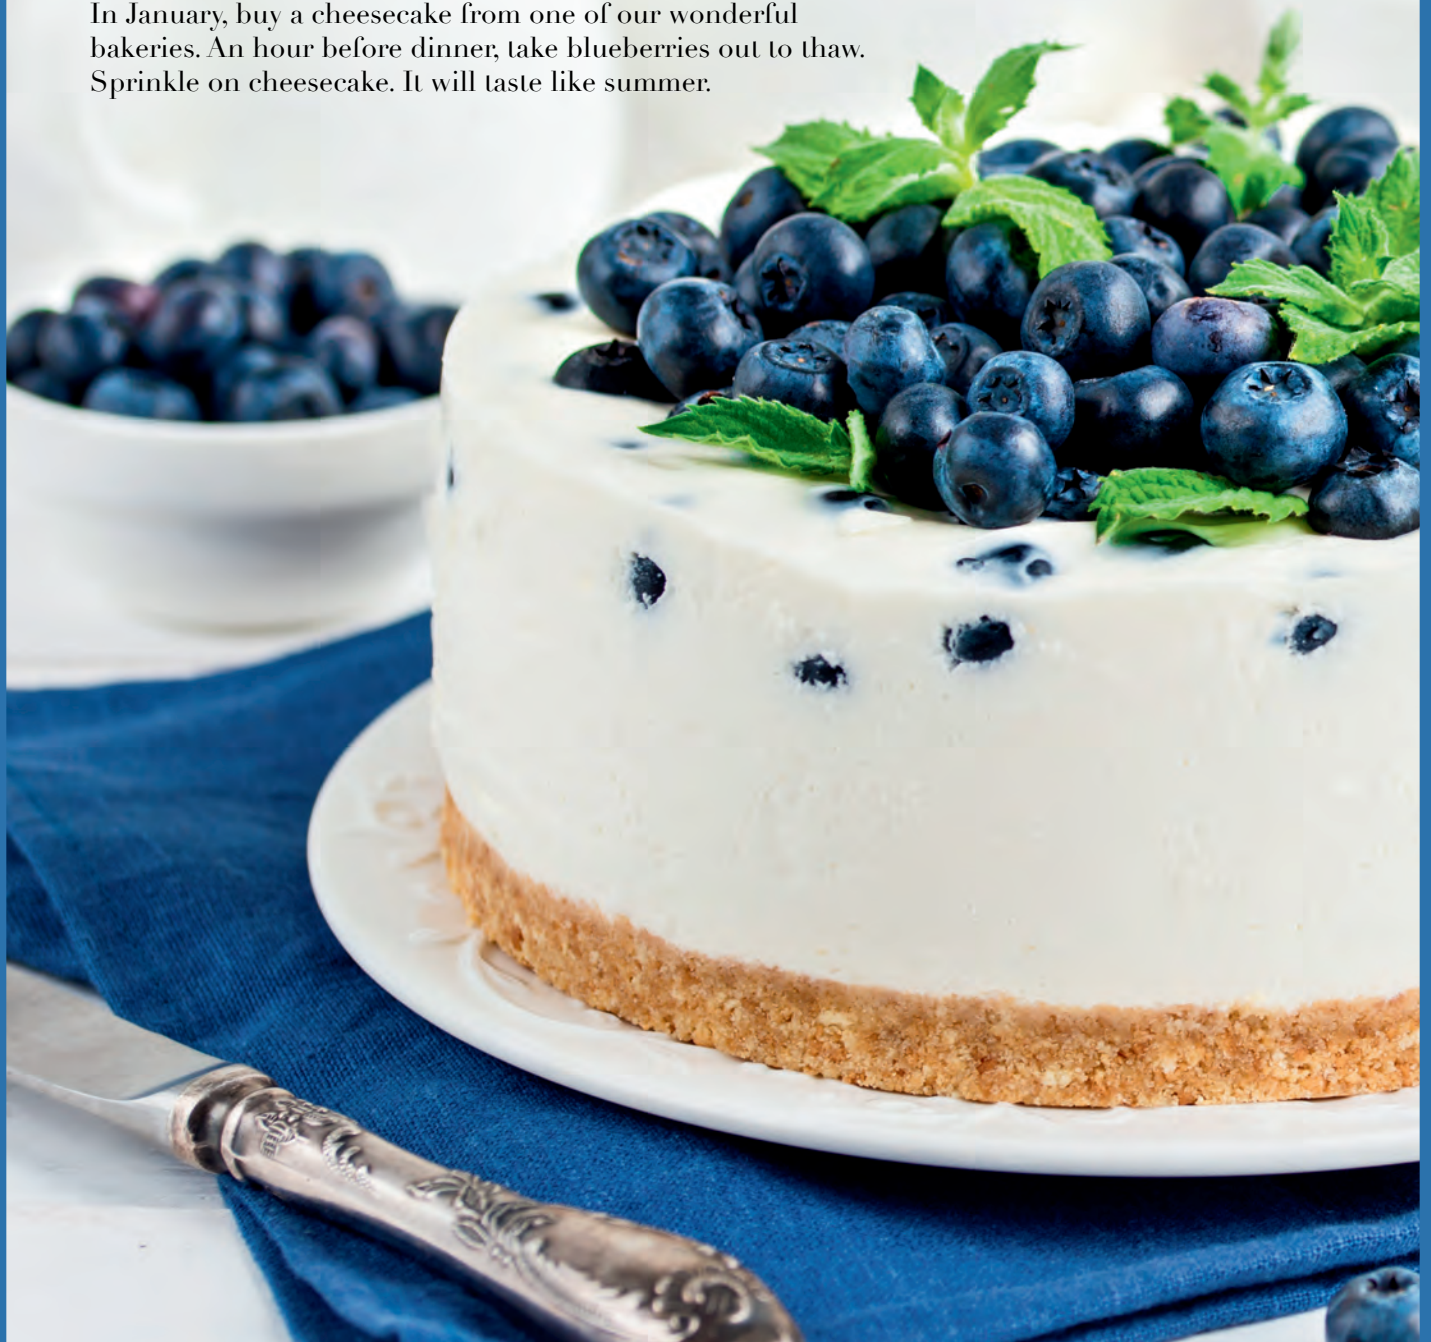 In January, buy a cheesecake from one of our wonderful
bakeries. An hour before dinner, take blueberries out to thaw.
Sprinkle on cheesecake. It will taste like summer.